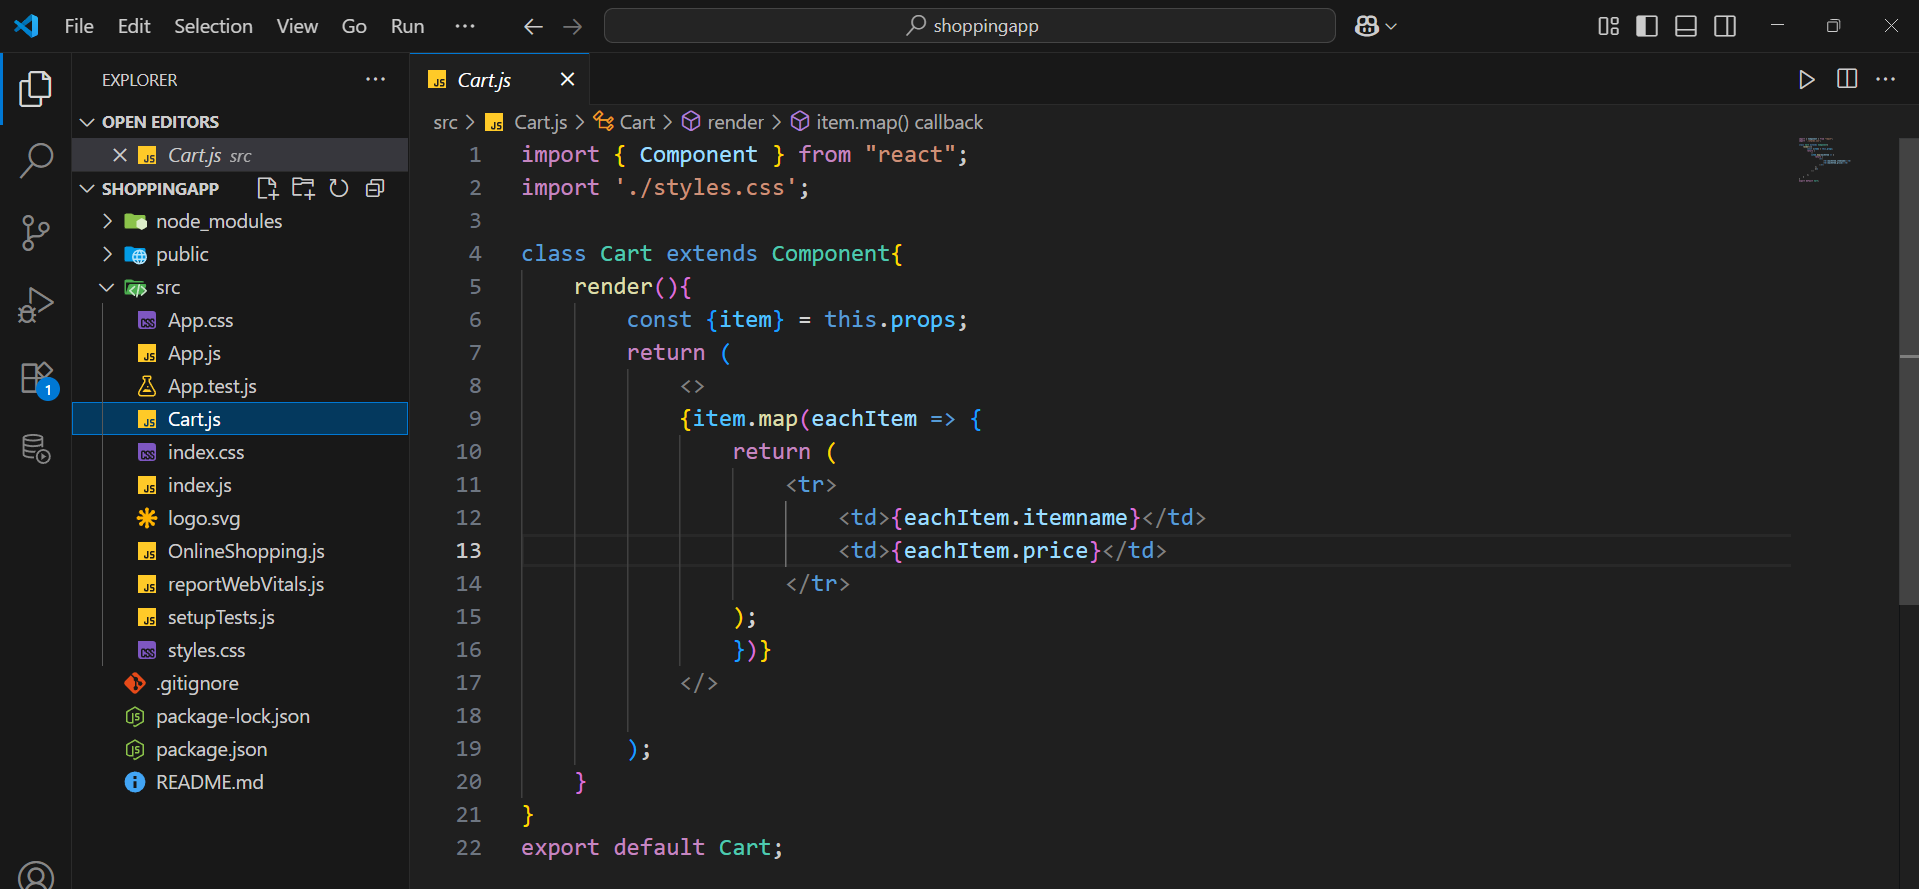 File Edit Selection View Go Run ··· shoppingapp
EXPLORER ···
OPEN EDITORS
Cart.js src
SHOPPINGAPP
node_modules
public
src
App.css
App.js
App.test.js
Cart.js
index.css
index.js
logo.svg
OnlineShopping.js
reportWebVitals.js
setupTests.js
styles.css
.gitignore
package-lock.json
package.json
README.md
1
Cart.js
src > Cart.js > Cart > render > item.map() callback
1 import { Component } from "react";
2 import './styles.css';
3
4 class Cart extends Component{
5     render(){
6         const {item} = this.props;
7         return (
8             <>
9             {item.map(eachItem => {
10                 return (
11                     <tr>
12                         <td>{eachItem.itemname}</td>
13                         <td>{eachItem.price}</td>
14                     </tr>
15                 );
16                 })}
17             </>
18
19         );
20     }
21 }
22 export default Cart;